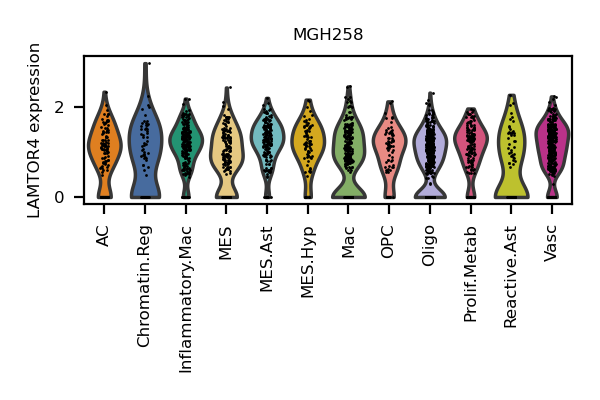 MGH258
LAMTOR4 expression
2
0
AC
Chromatin.Reg
Inflammatory.Mac
MES
MES.Ast
MES.Hyp
Mac
OPC
Oligo
Prolif.Metab
Reactive.Ast
Vasc